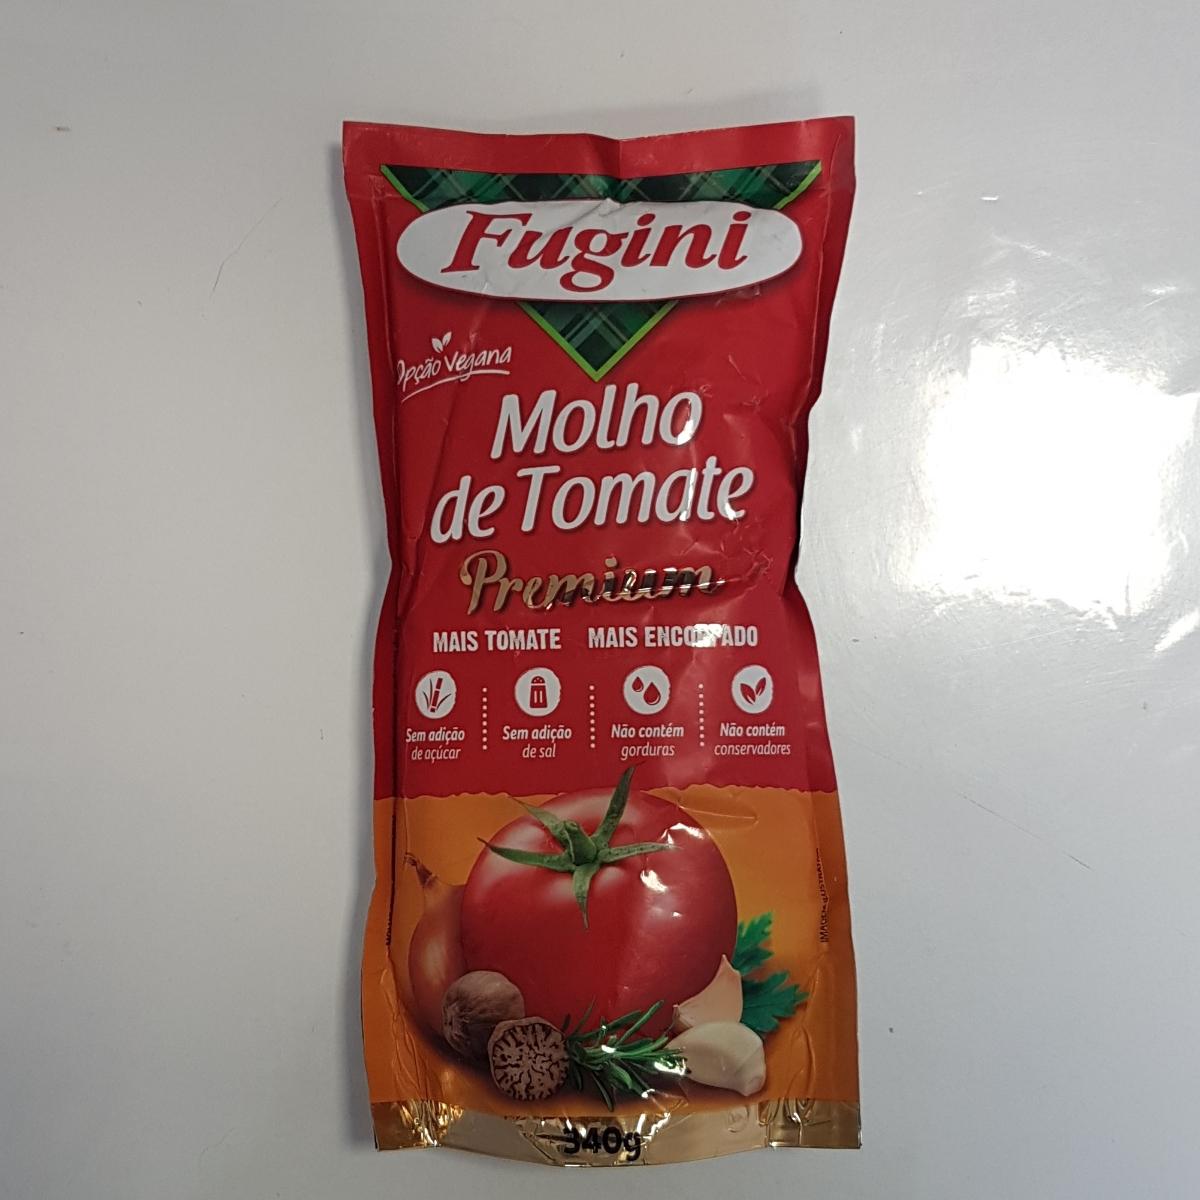 Fugini
Opção Vegana
Molho
de Tomate
Premium
MAIS TOMATE MAIS ENCORPADO
Sem adição
de açúcar
Sem adição
de sal
Não contém
gorduras
Não contém
conservadores
340g